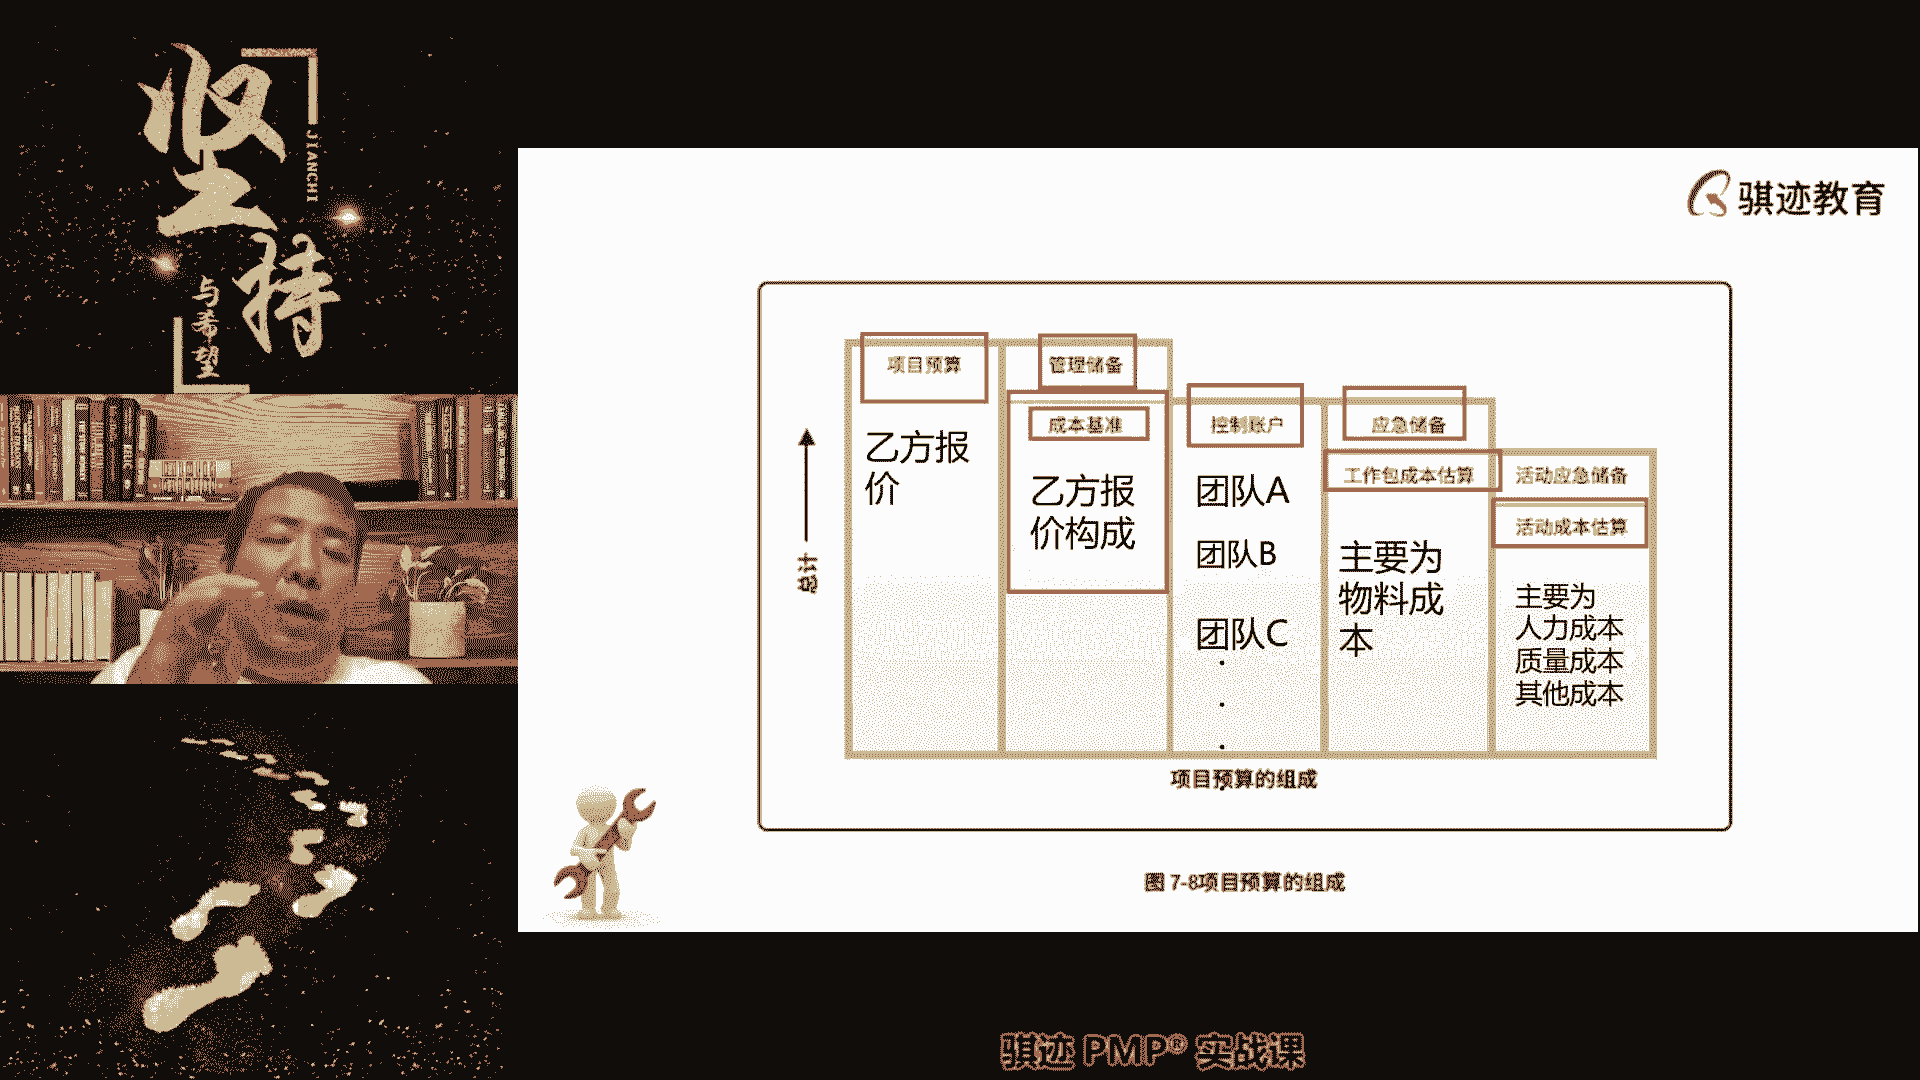 坚持
JIANCHI
与希望
骐迹教育
项目预算
管理储备
成本基准
控制账户
应急储备
工作包成本估算
活动应急储备
活动成本估算
乙方报
价
乙方报
价构成
团队A
团队B
团队C
主要为
物料成
本
主要为
人力成本
质量成本
其他成本
总计
项目预算的组成
图 7-8项目预算的组成
骐迹 PMP® 实战课